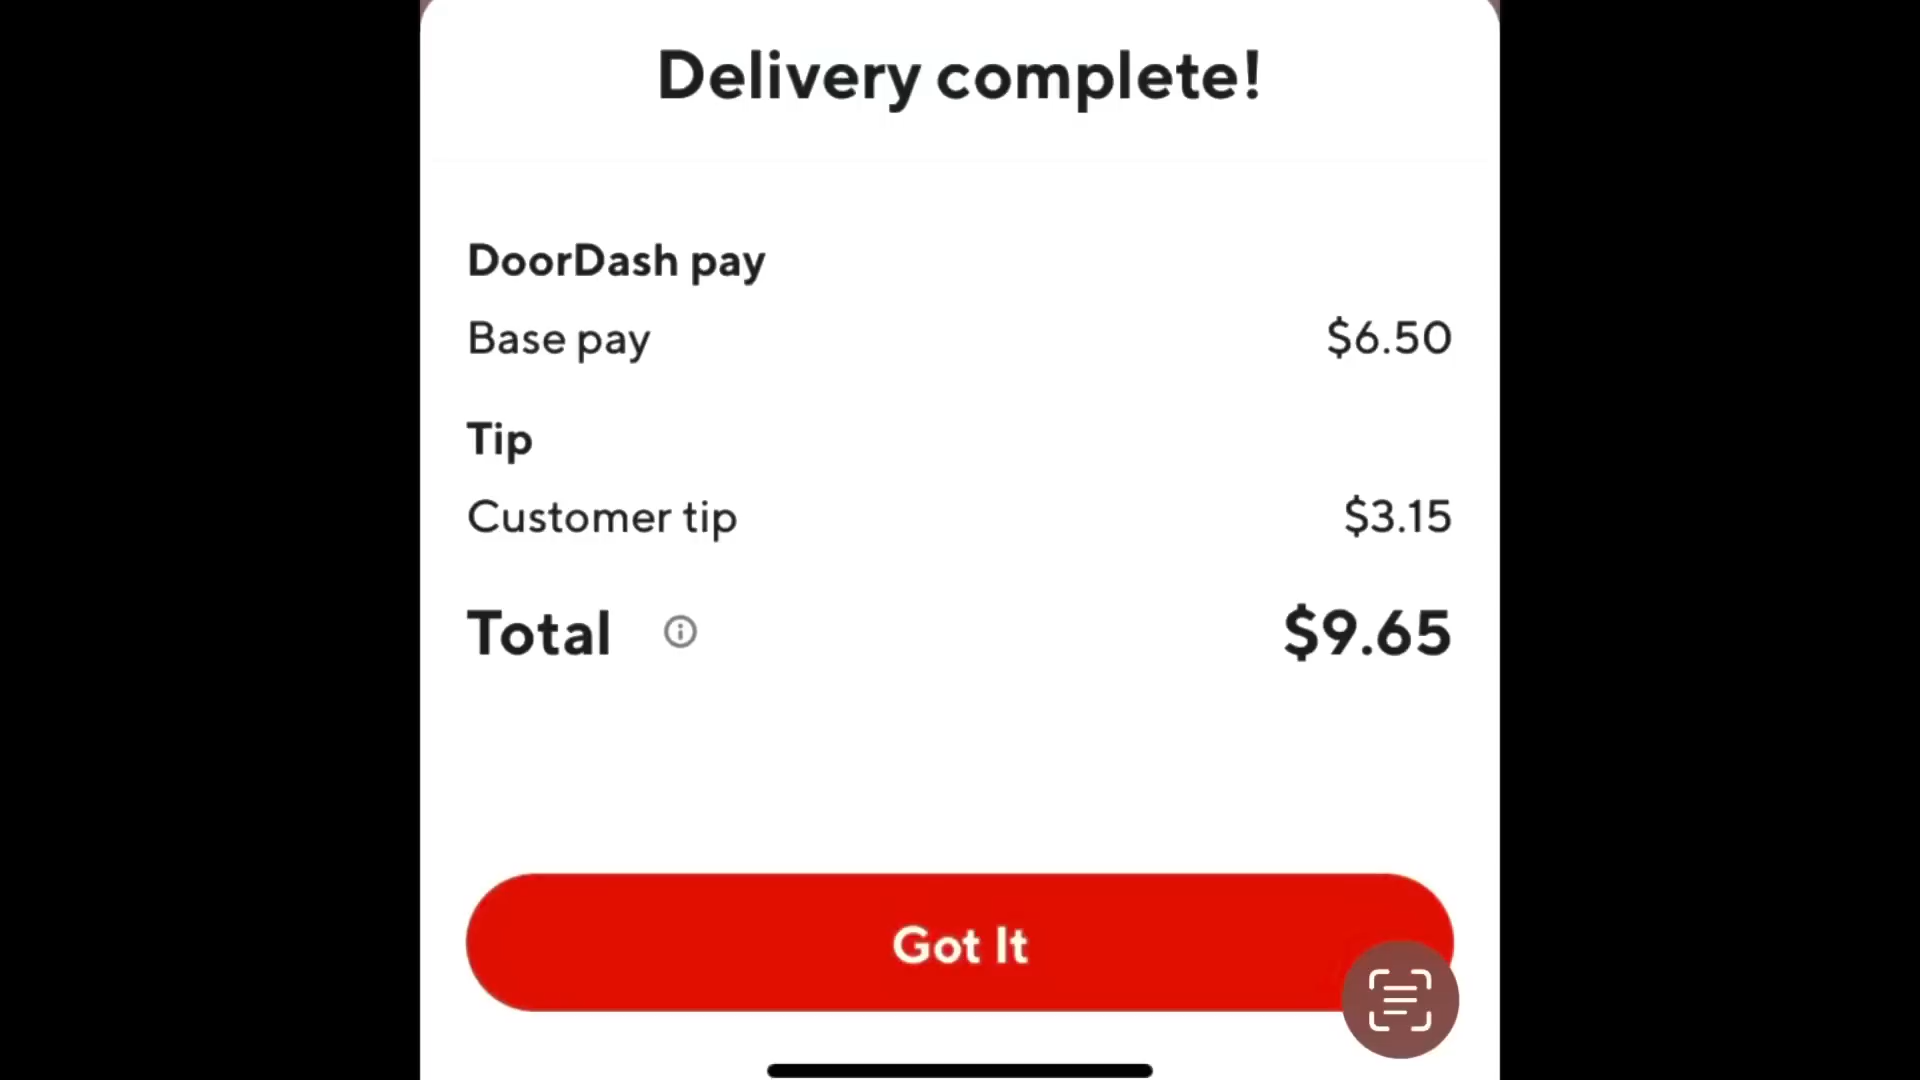 Delivery complete!
DoorDash pay
Base pay $6.50
Tip
Customer tip $3.15
Total $9.65
Got It